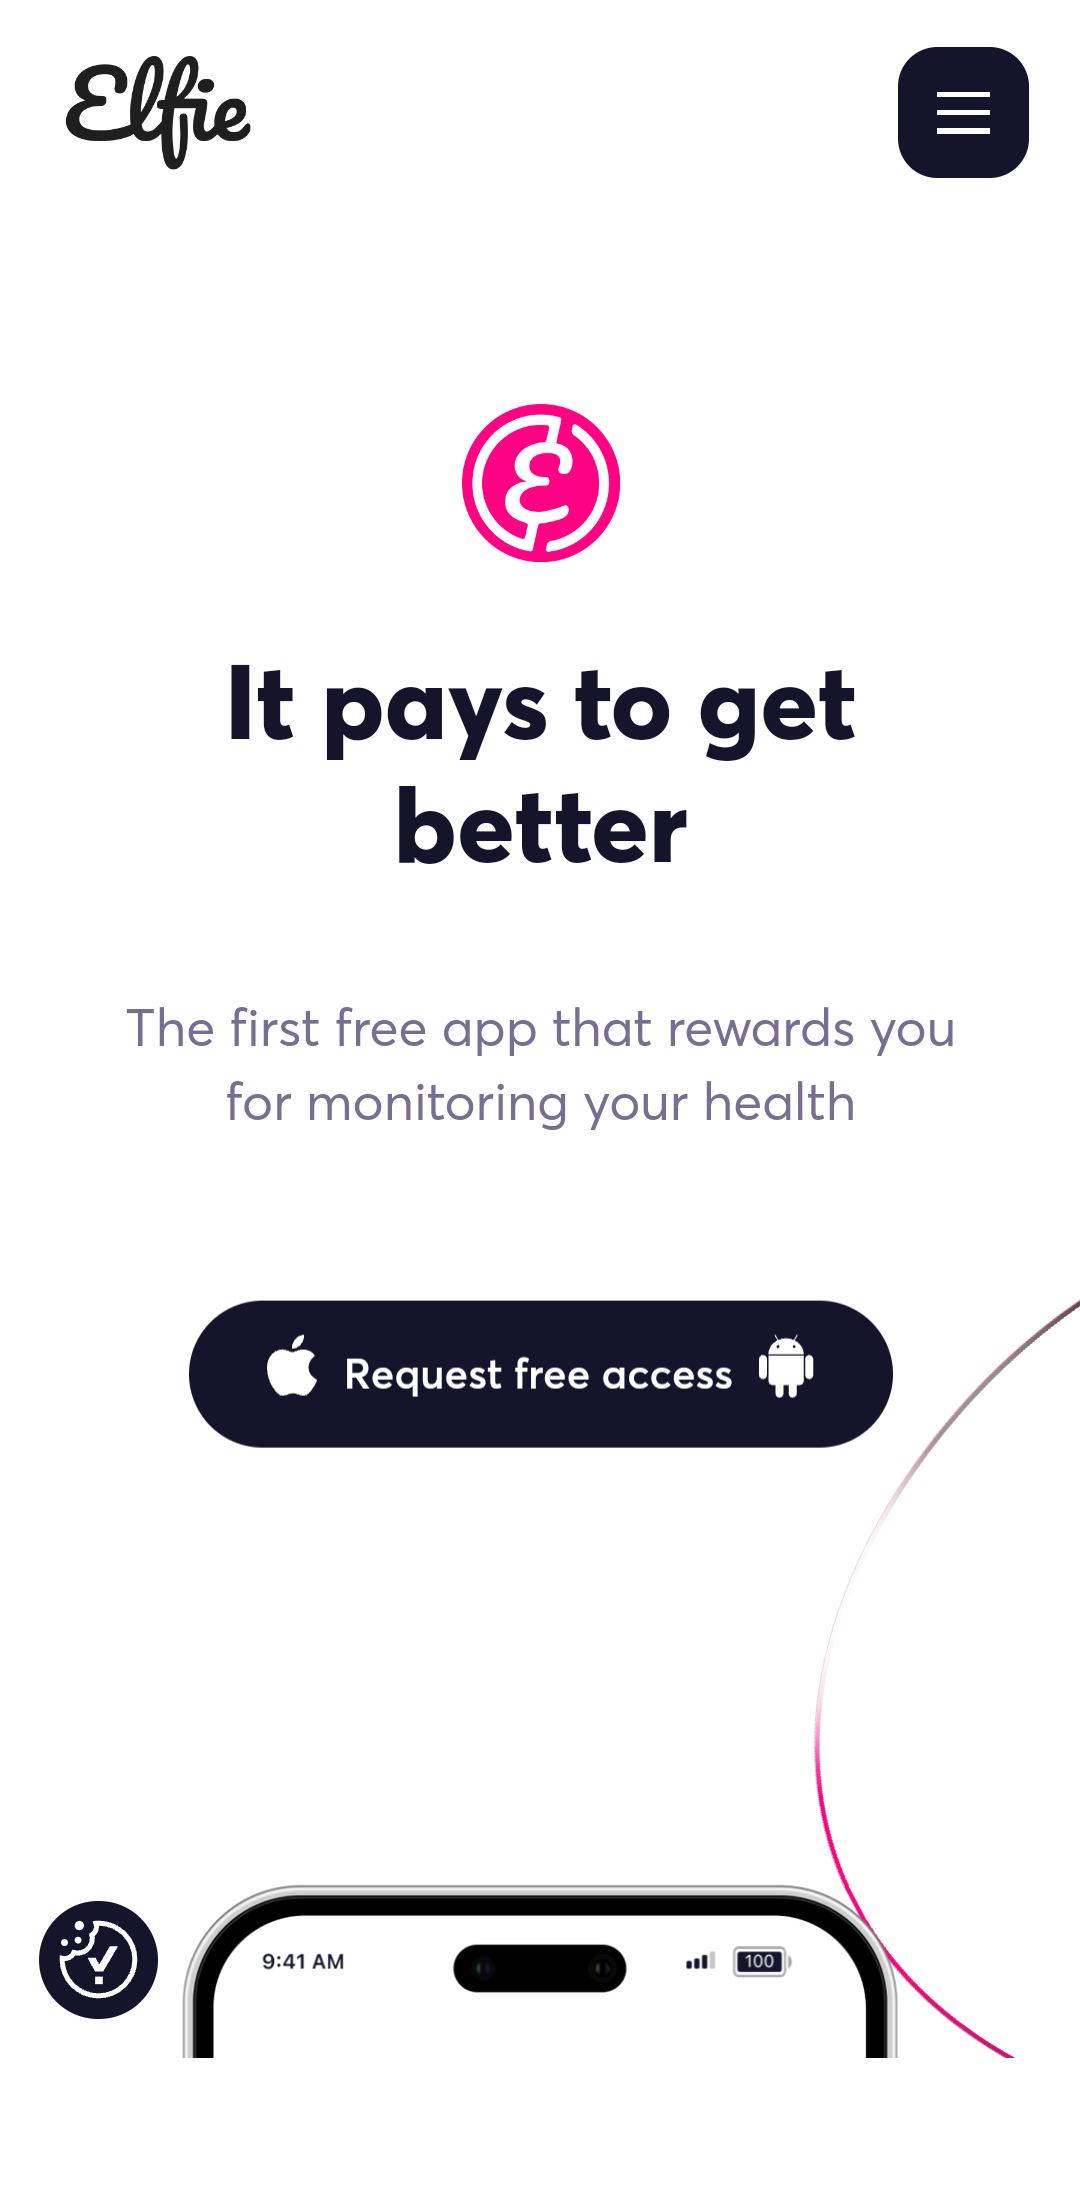 Elfie
It pays to get
better
The first free app that rewards you
for monitoring your health
Request free access
9:41 AM
100